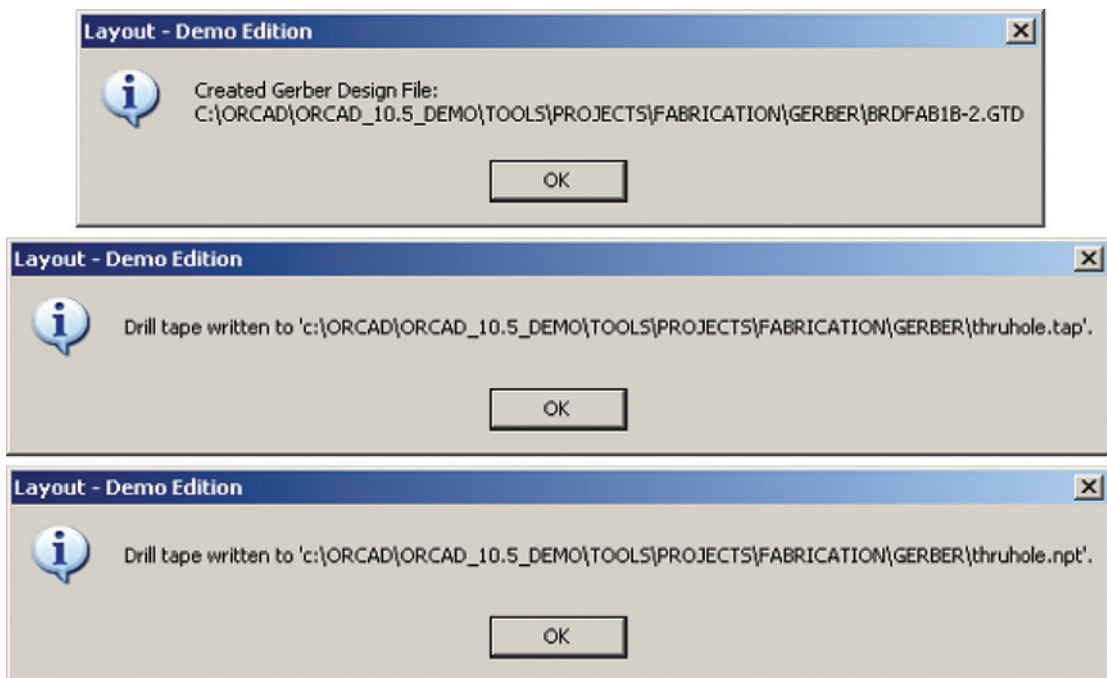 Layout - Demo Edition
Created Gerber Design File:
C:\ORCAD\ORCAD_10.5_DEMO\TOOLS\PROJECTS\FABRICATION\GERBER\BRDFAB1B-2.GTD
OK
Layout - Demo Edition
Drill tape written to 'c:\ORCAD\ORCAD_10.5_DEMO\TOOLS\PROJECTS\FABRICATION\GERBER\thruhole.tap'.
OK
Layout - Demo Edition
Drill tape written to 'c:\ORCAD\ORCAD_10.5_DEMO\TOOLS\PROJECTS\FABRICATION\GERBER\thruhole.npt'.
OK